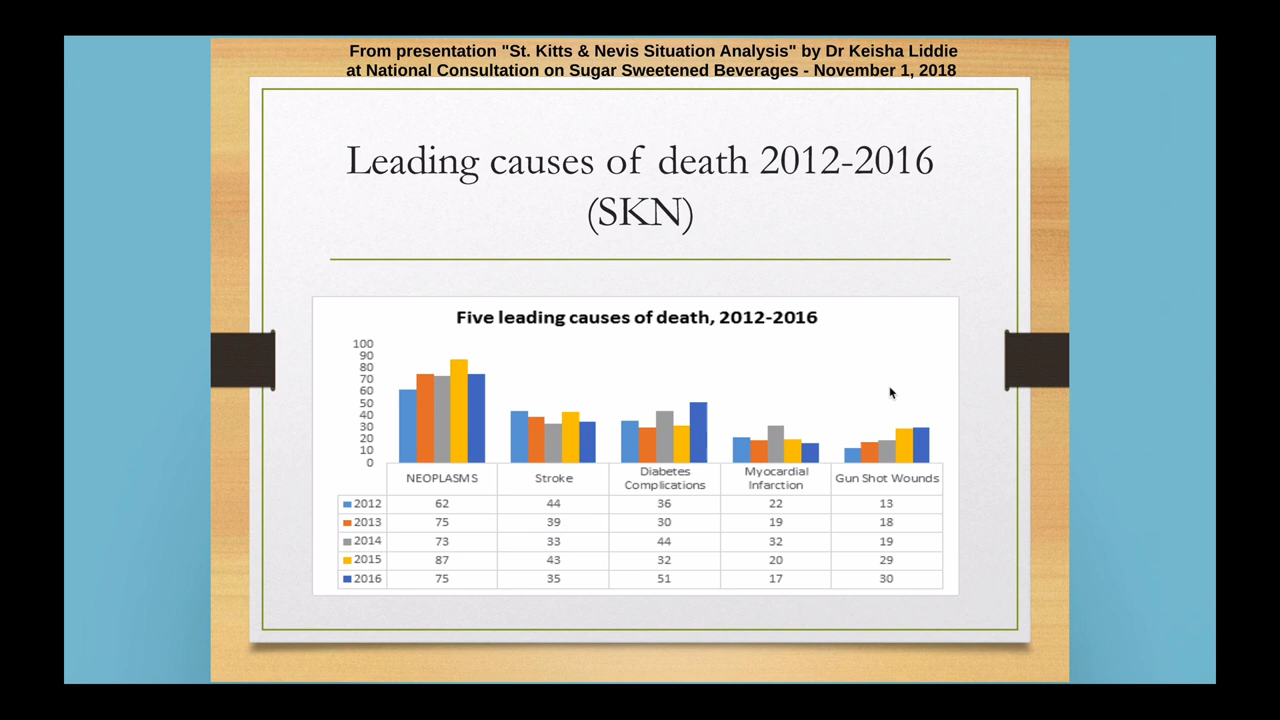 From presentation "St. Kitts & Nevis Situation Analysis" by Dr Keisha Liddie
at National Consultation on Sugar Sweetened Beverages - November 1, 2018
Leading causes of death 2012-2016
(SKN)
Five leading causes of death, 2012-2016
100
90
80
70
60
50
40
30
20
10
0
NEOPLASMS Stroke Diabetes Complications Myocardial Infarction Gun Shot Wounds
2012 62 44 36 22 13
2013 75 39 30 19 18
2014 73 33 44 32 19
2015 87 43 32 20 29
2016 75 35 51 17 30